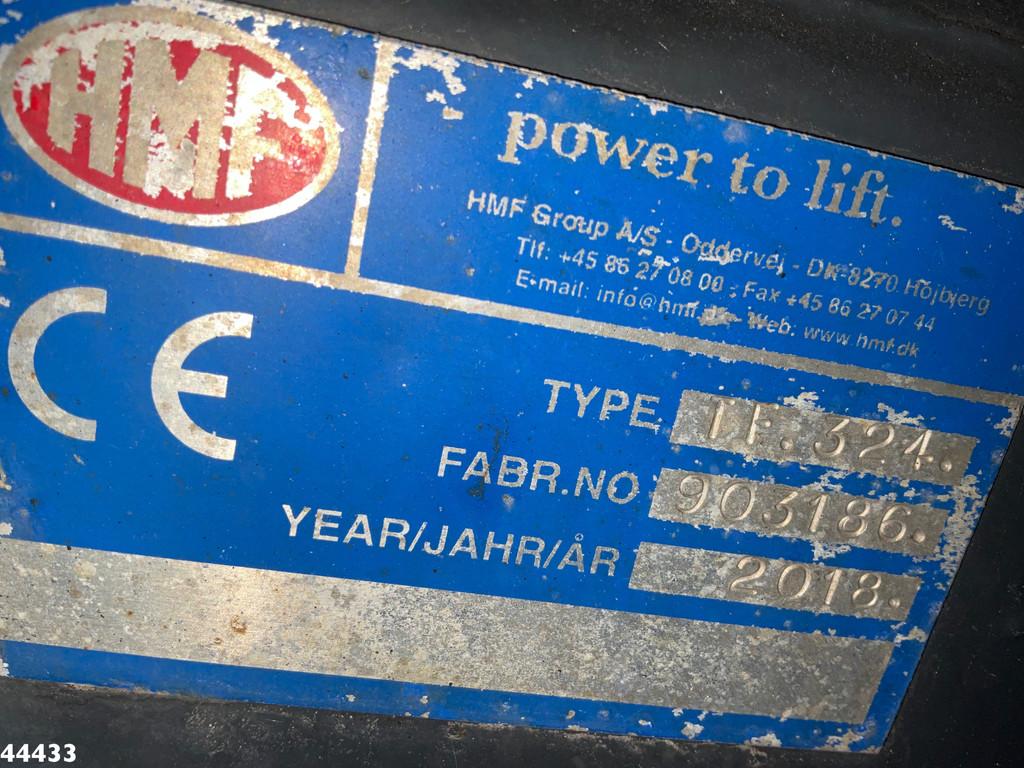 HMF
power to lift.
HMF Group A/S - Oddervej - DK-8270 Højbjerg
Tlf: +45 86 27 08 00 - Fax +45 86 27 07 44
E-mail: info@hmf.dk - Web: www.hmf.dk
CE
TYPE 324.
FABR.NO 903186.
YEAR/JAHR/ÅR 2018.
44433